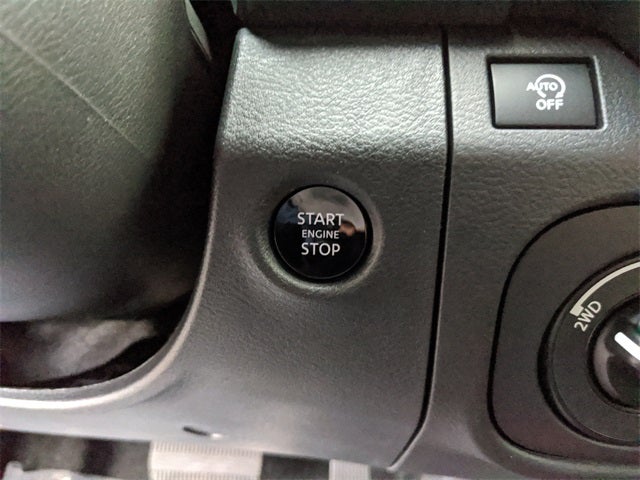 START
ENGINE
STOP
AUTO
OFF
2WD